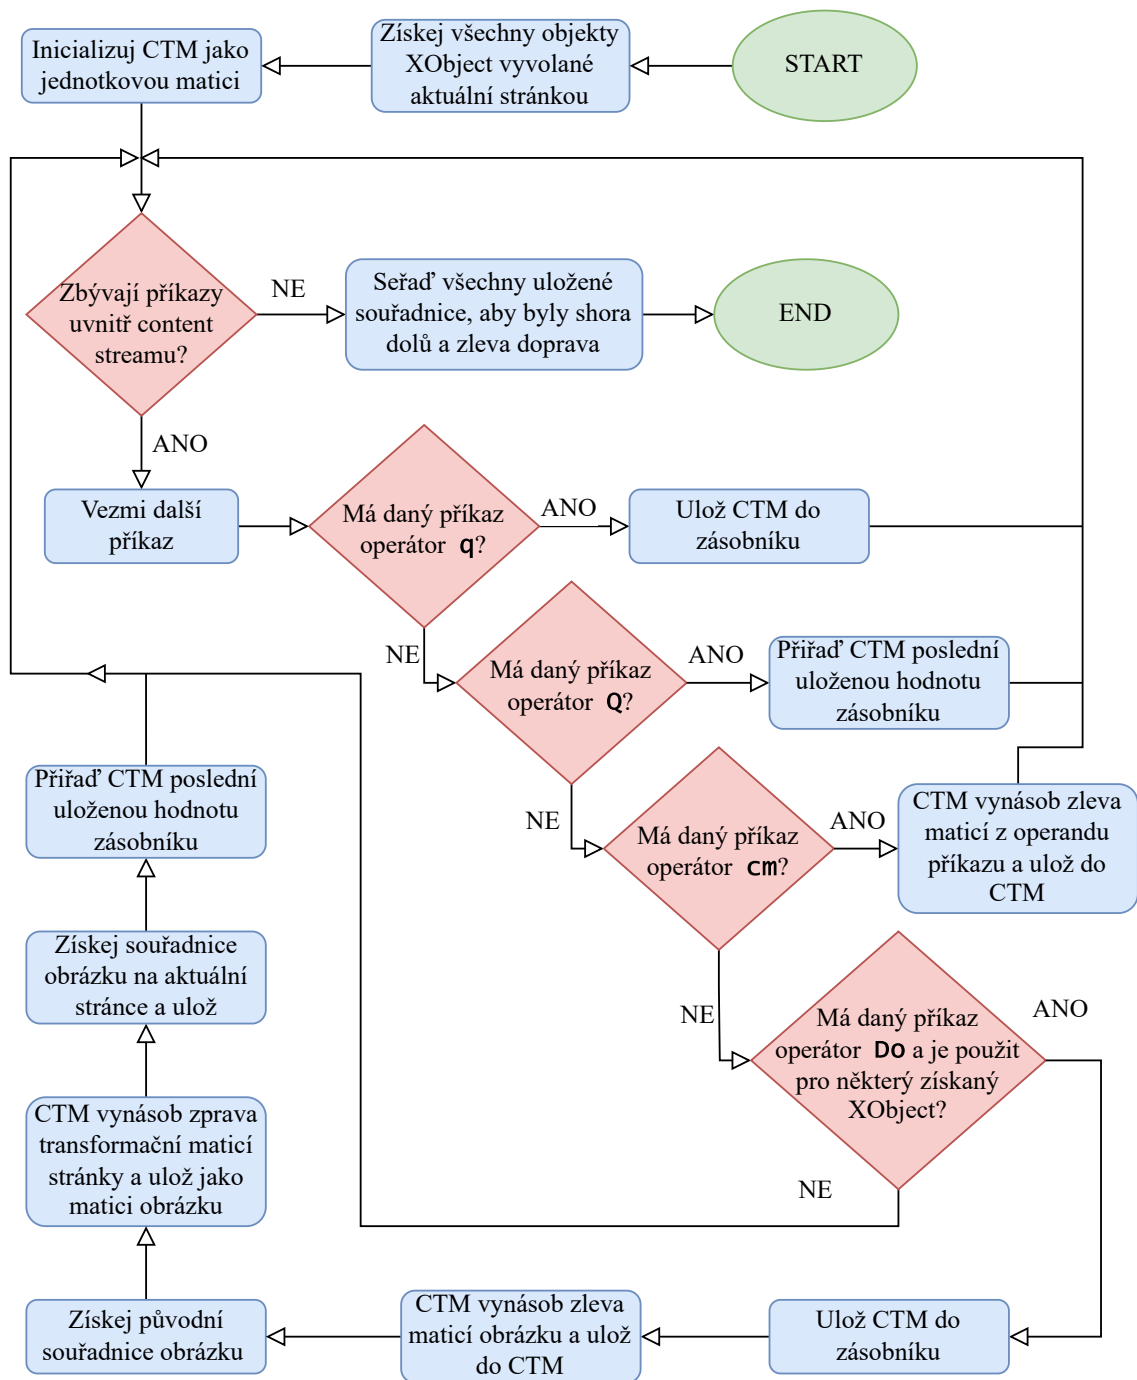 Inicializuj CTM jako
jednotkovou matici
Získej všechny objekty
XObject vyvolané
aktuální stránkou
START
Zbývají příkazy
uvnitř content
streamu?
NE
Seřaď všechny uložené
souřadnice, aby byly shora
dolů a zleva doprava
END
ANO
Vezmi další
příkaz
Má daný příkaz
operátor q?
ANO
Ulož CTM do
zásobníku
NE
Má daný příkaz
operátor Q?
ANO
Přiřaď CTM poslední
uloženou hodnotu
zásobníku
NE
Má daný příkaz
operátor cm?
ANO
CTM vynásob zleva
maticí z operandu
příkazu a ulož do
CTM
NE
Má daný příkaz
operátor Do a je použit
pro některý získaný
XObject?
ANO
NE
Přiřaď CTM poslední
uloženou hodnotu
zásobníku
Získej souřadnice
obrázku na aktuální
stránce a ulož
CTM vynásob zprava
transformační maticí
stránky a ulož jako
matici obrázku
Získej původní
souřadnice obrázku
CTM vynásob zleva
maticí obrázku a ulož
do CTM
Ulož CTM do
zásobníku